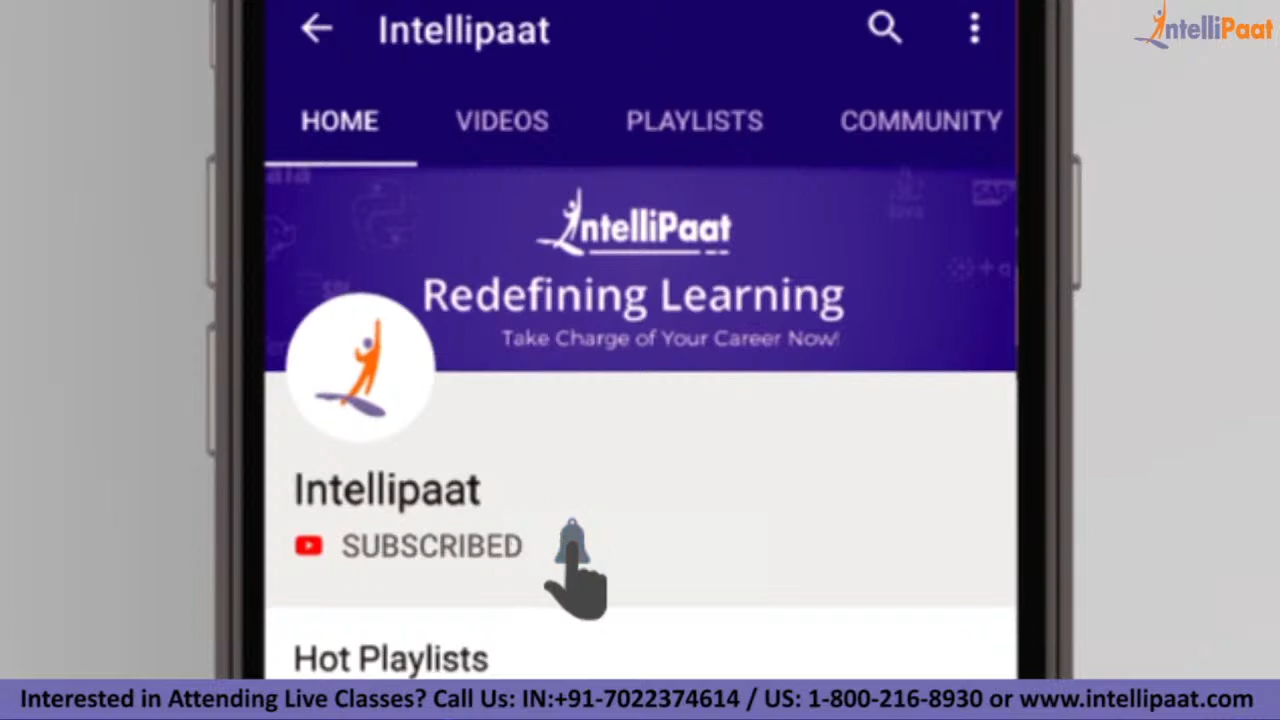 Intellipaat
IntelliPaat
HOME VIDEOS PLAYLISTS COMMUNITY
SAP
IntelliPaat
Redefining Learning
Take Charge of Your Career Now!
Intellipaat
SUBSCRIBED
Hot Playlists
Interested in Attending Live Classes? Call Us: IN:+91-7022374614 / US: 1-800-216-8930 or www.intellipaat.com